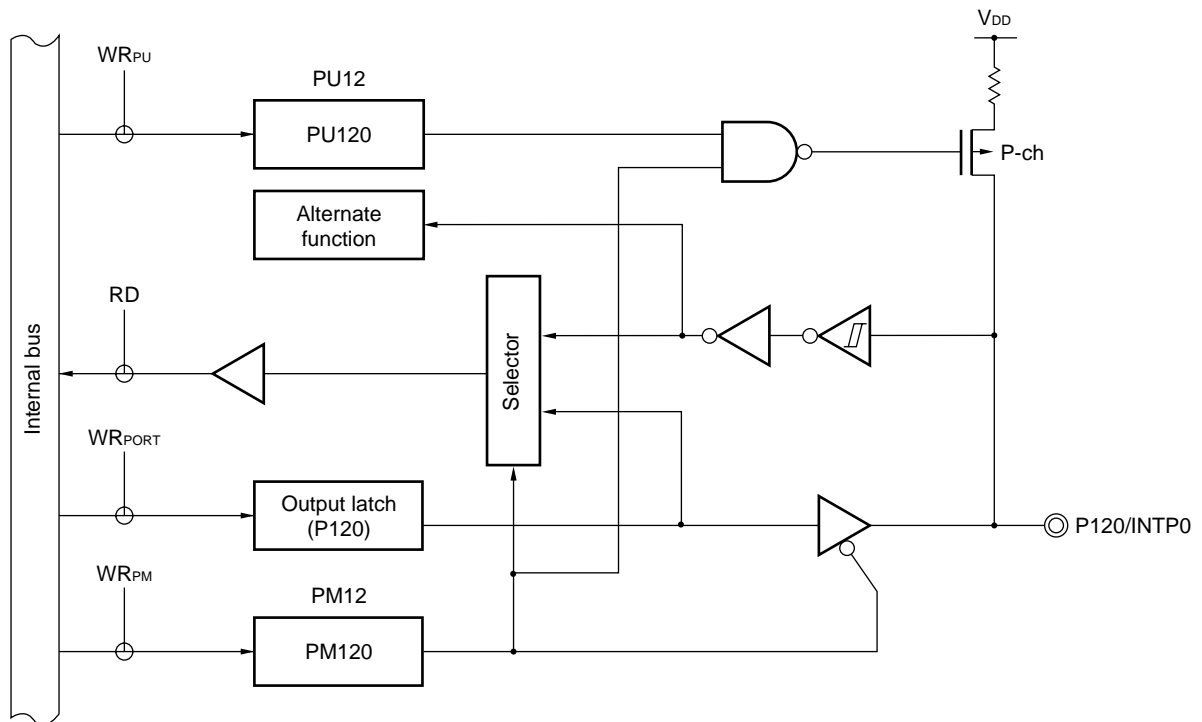 VDD
WRPU
PU12
PU120
P-ch
Alternate
function
RD
Internal bus
Selector
WRPORT
Output latch
(P120)
P120/INTP0
WRPM
PM12
PM120